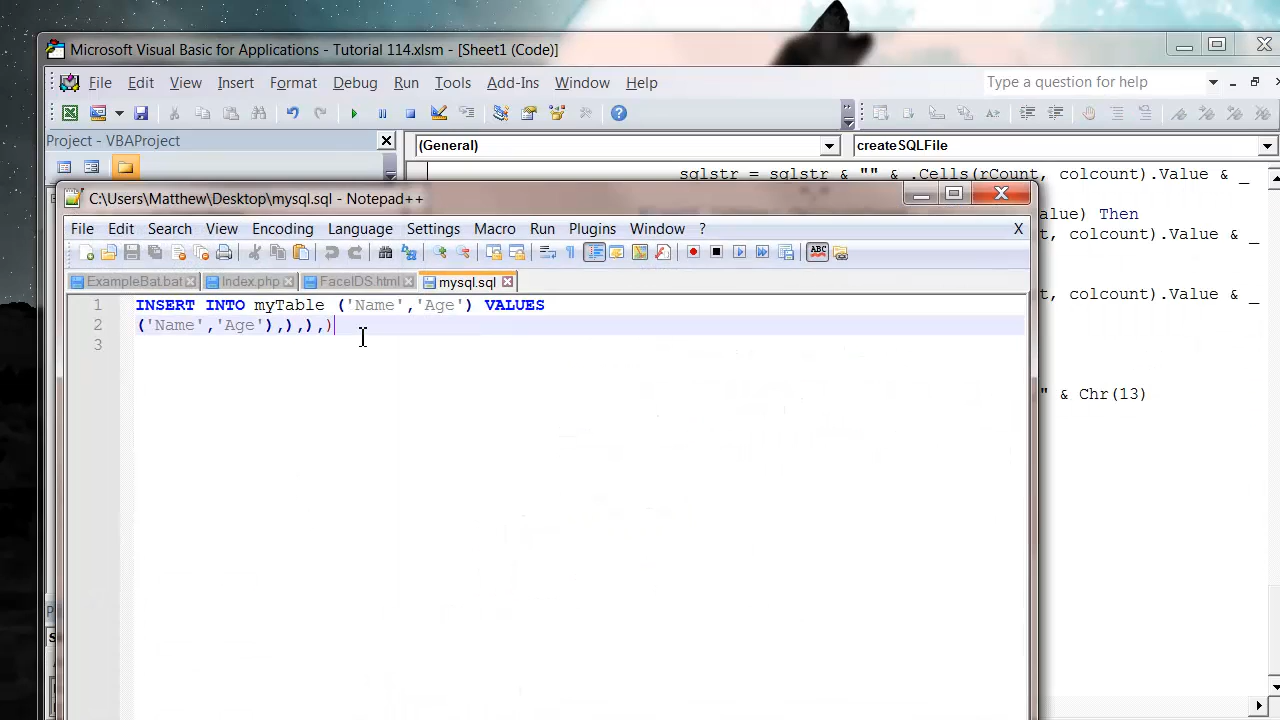 Microsoft Visual Basic for Applications - Tutorial 114.xlsm - [Sheet1 (Code)]
File Edit View Insert Format Debug Run Tools Add-Ins Window Help Type a question for help
Project - VBAProject
(General) createSQLFile
sqlstr = sqlstr & "" & .Cells(rCount, colcount).Value & _
C:\Users\Matthew\Desktop\mysql.sql - Notepad++
alue) Then
File Edit Search View Encoding Language Settings Macro Run Plugins Window ? X
t, colcount).Value & _
ABC
ExampleBat.bat Index.php FaceIDS.html mysql.sql
t, colcount).Value & _
1 INSERT INTO myTable ('Name','Age') VALUES
2 ('Name','Age'),),),)
3
" & Chr(13)